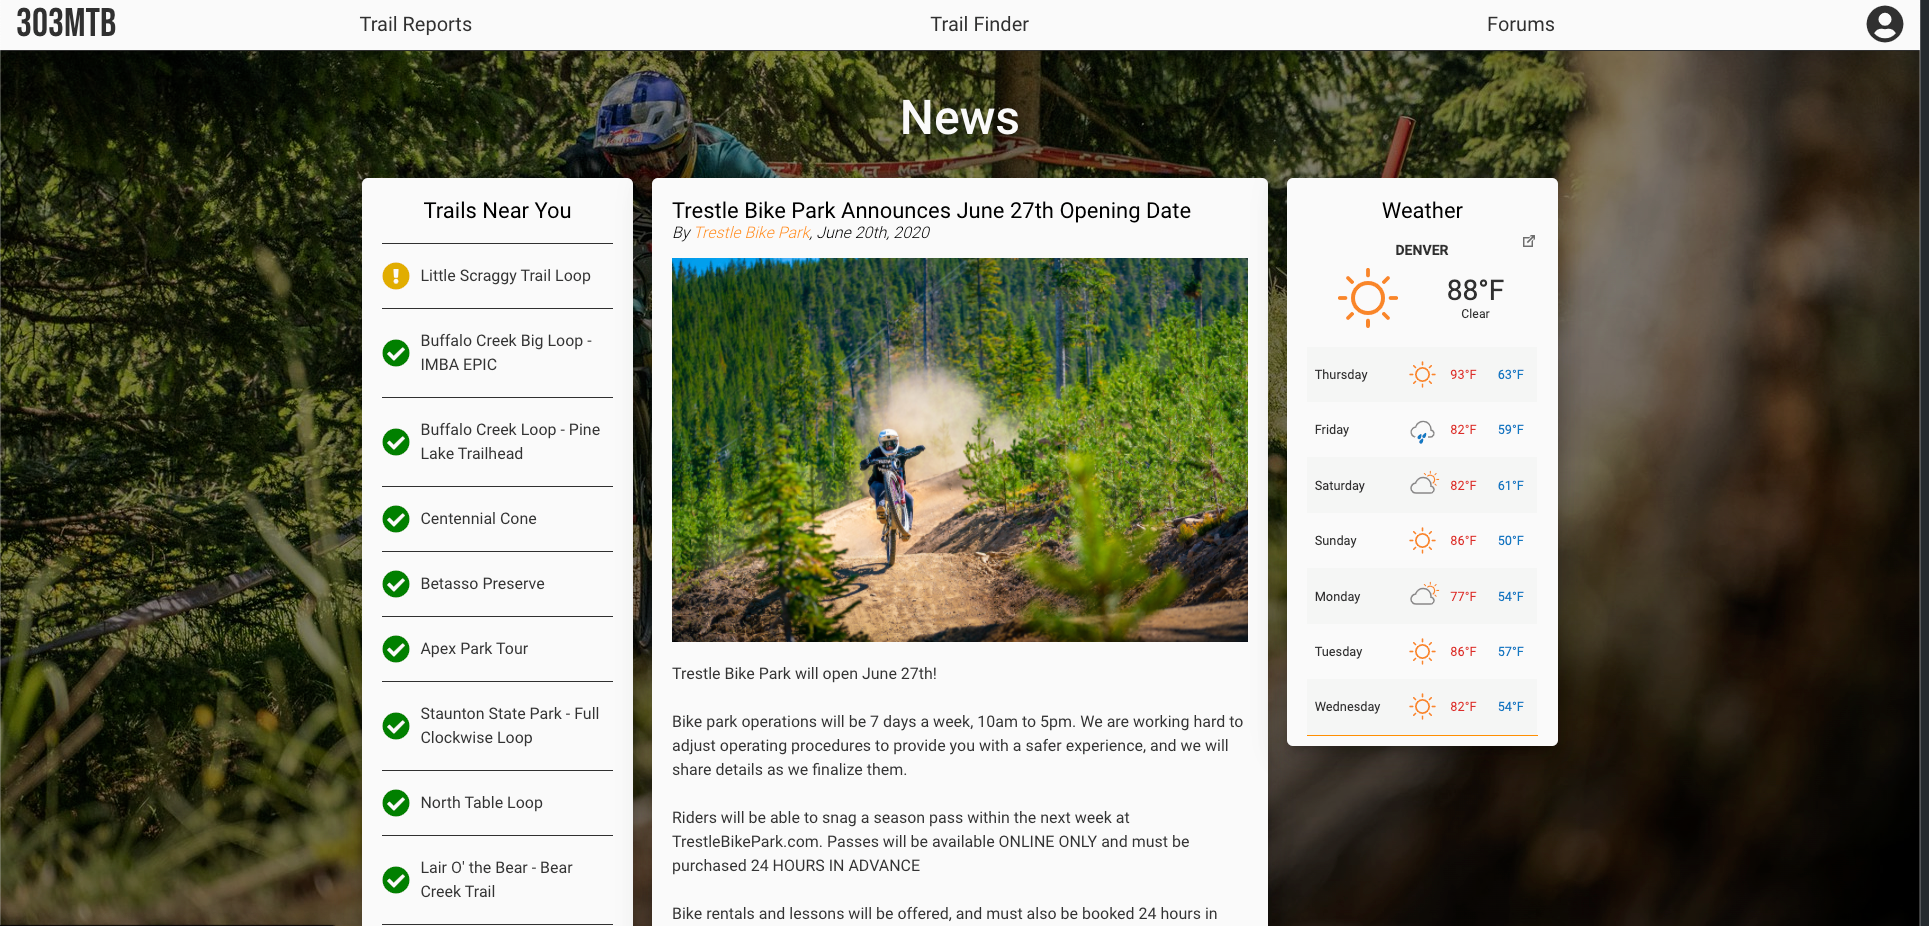 303MTB
Trail Reports
Trail Finder
Forums
News
Trails Near You
Little Scraggy Trail Loop
Buffalo Creek Big Loop -
IMBA EPIC
Buffalo Creek Loop - Pine
Lake Trailhead
Centennial Cone
Betasso Preserve
Apex Park Tour
Staunton State Park - Full
Clockwise Loop
North Table Loop
Lair O' the Bear - Bear
Creek Trail
Trestle Bike Park Announces June 27th Opening Date
By Trestle Bike Park, June 20th, 2020
Trestle Bike Park will open June 27th!
Bike park operations will be 7 days a week, 10am to 5pm. We are working hard to
adjust operating procedures to provide you with a safer experience, and we will
share details as we finalize them.
Riders will be able to snag a season pass within the next week at
TrestleBikePark.com. Passes will be available ONLINE ONLY and must be
purchased 24 HOURS IN ADVANCE
Bike rentals and lessons will be offered, and must also be booked 24 hours in
Weather
DENVER
88°F
Clear
Thursday 93°F 63°F
Friday 82°F 59°F
Saturday 82°F 61°F
Sunday 86°F 50°F
Monday 77°F 54°F
Tuesday 86°F 57°F
Wednesday 82°F 54°F